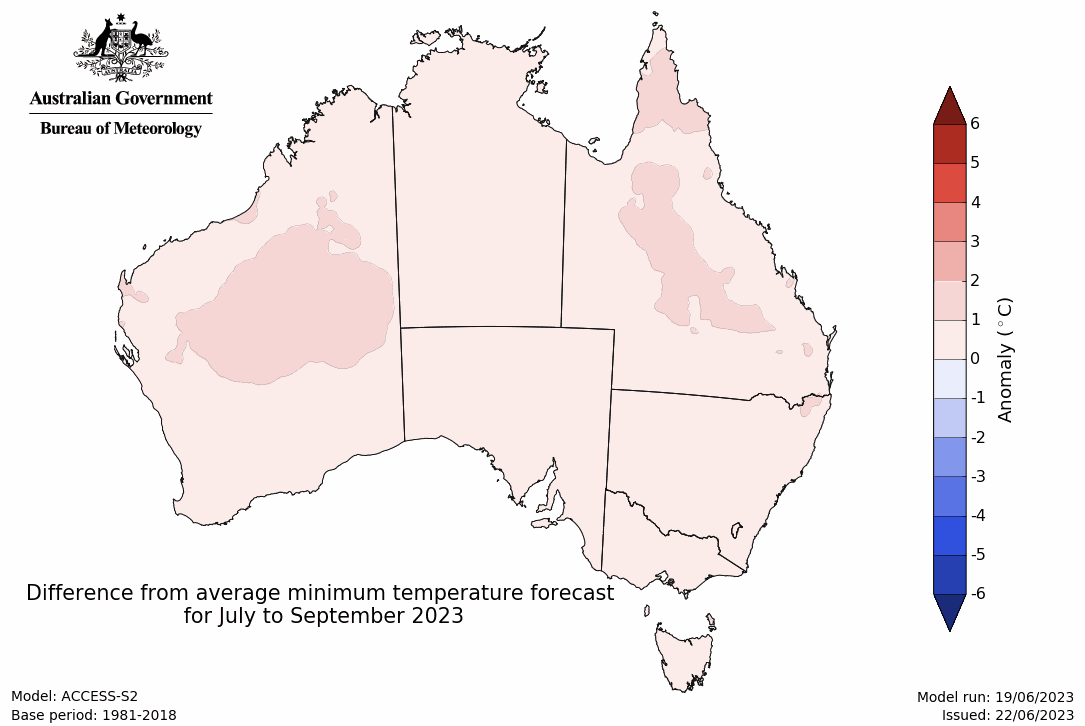 Australian Government
Bureau of Meteorology
6
5
4
3
2
1
0
-1
-2
-3
-4
-5
-6
Anomaly (°C)
Difference from average minimum temperature forecast
for July to September 2023
Model: ACCESS-S2
Base period: 1981-2018
Model run: 19/06/2023
Issued: 22/06/2023